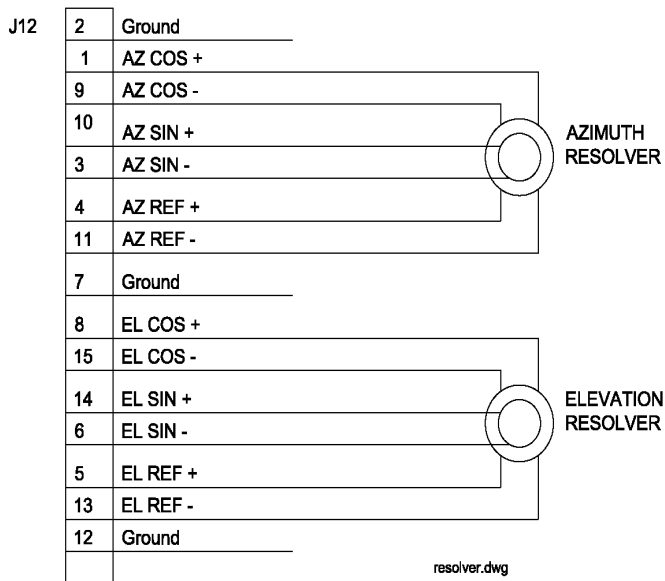 J12 2 Ground
1 AZ COS +
9 AZ COS -
10 AZ SIN +
3 AZ SIN -
4 AZ REF +
11 AZ REF -
AZIMUTH
RESOLVER
7 Ground
8 EL COS +
15 EL COS -
14 EL SIN +
6 EL SIN -
5 EL REF +
13 EL REF -
ELEVATION
RESOLVER
12 Ground
resolver.dwg